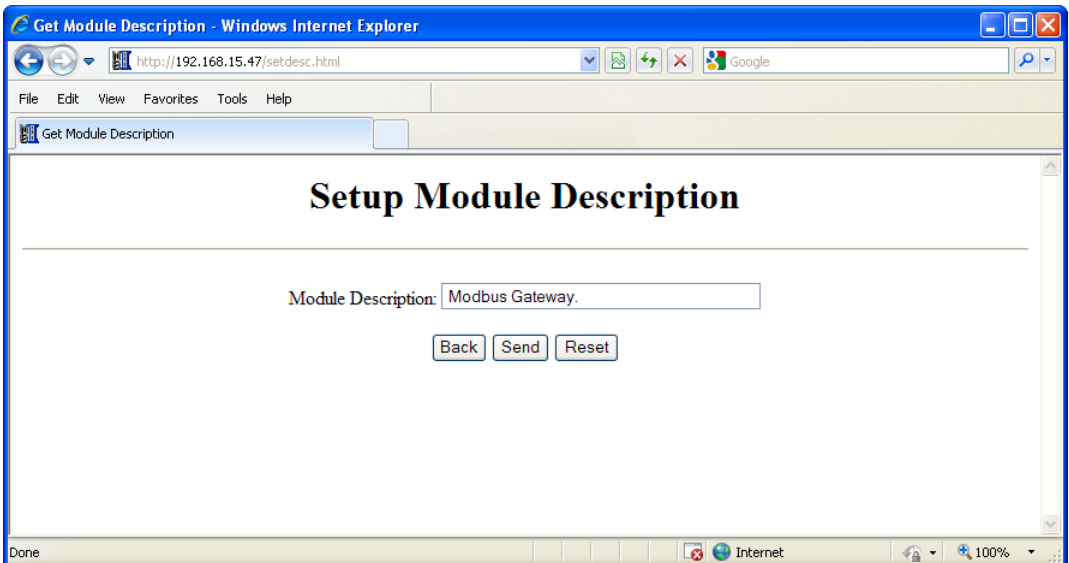 Get Module Description - Windows Internet Explorer
http://192.168.15.47/setdesc.html
Google
File Edit View Favorites Tools Help
Get Module Description
Setup Module Description
Module Description: Modbus Gateway.
Back Send Reset
Done Internet 100%